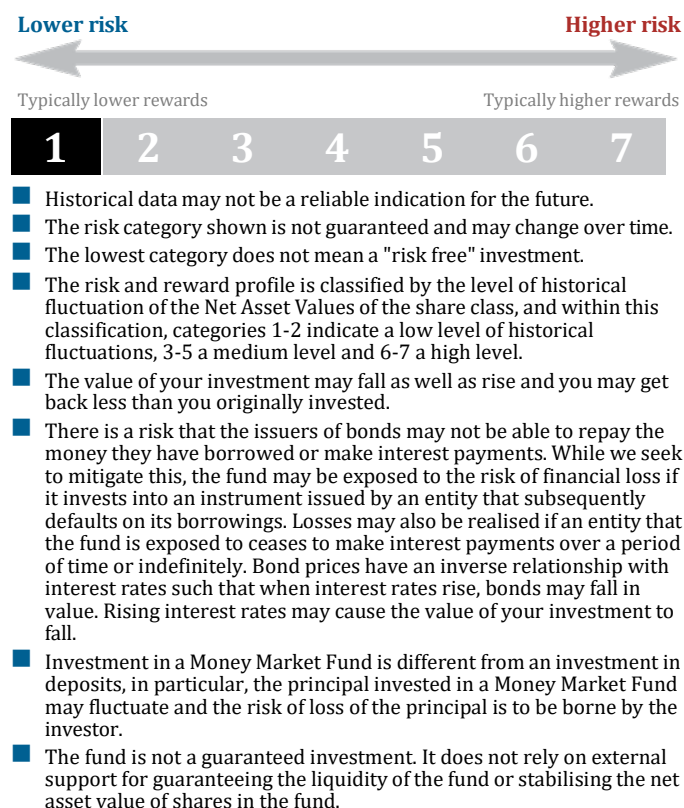 Lower risk Higher risk
Typically lower rewards Typically higher rewards
1 2 3 4 5 6 7
Historical data may not be a reliable indication for the future.
The risk category shown is not guaranteed and may change over time.
The lowest category does not mean a "risk free" investment.
The risk and reward profile is classified by the level of historical
fluctuation of the Net Asset Values of the share class, and within this
classification, categories 1-2 indicate a low level of historical
fluctuations, 3-5 a medium level and 6-7 a high level.
The value of your investment may fall as well as rise and you may get
back less than you originally invested.
There is a risk that the issuers of bonds may not be able to repay the
money they have borrowed or make interest payments. While we seek
to mitigate this, the fund may be exposed to the risk of financial loss if
it invests into an instrument issued by an entity that subsequently
defaults on its borrowings. Losses may also be realised if an entity that
the fund is exposed to ceases to make interest payments over a period
of time or indefinitely. Bond prices have an inverse relationship with
interest rates such that when interest rates rise, bonds may fall in
value. Rising interest rates may cause the value of your investment to
fall.
Investment in a Money Market Fund is different from an investment in
deposits, in particular, the principal invested in a Money Market Fund
may fluctuate and the risk of loss of the principal is to be borne by the
investor.
The fund is not a guaranteed investment. It does not rely on external
support for guaranteeing the liquidity of the fund or stabilising the net
asset value of shares in the fund.